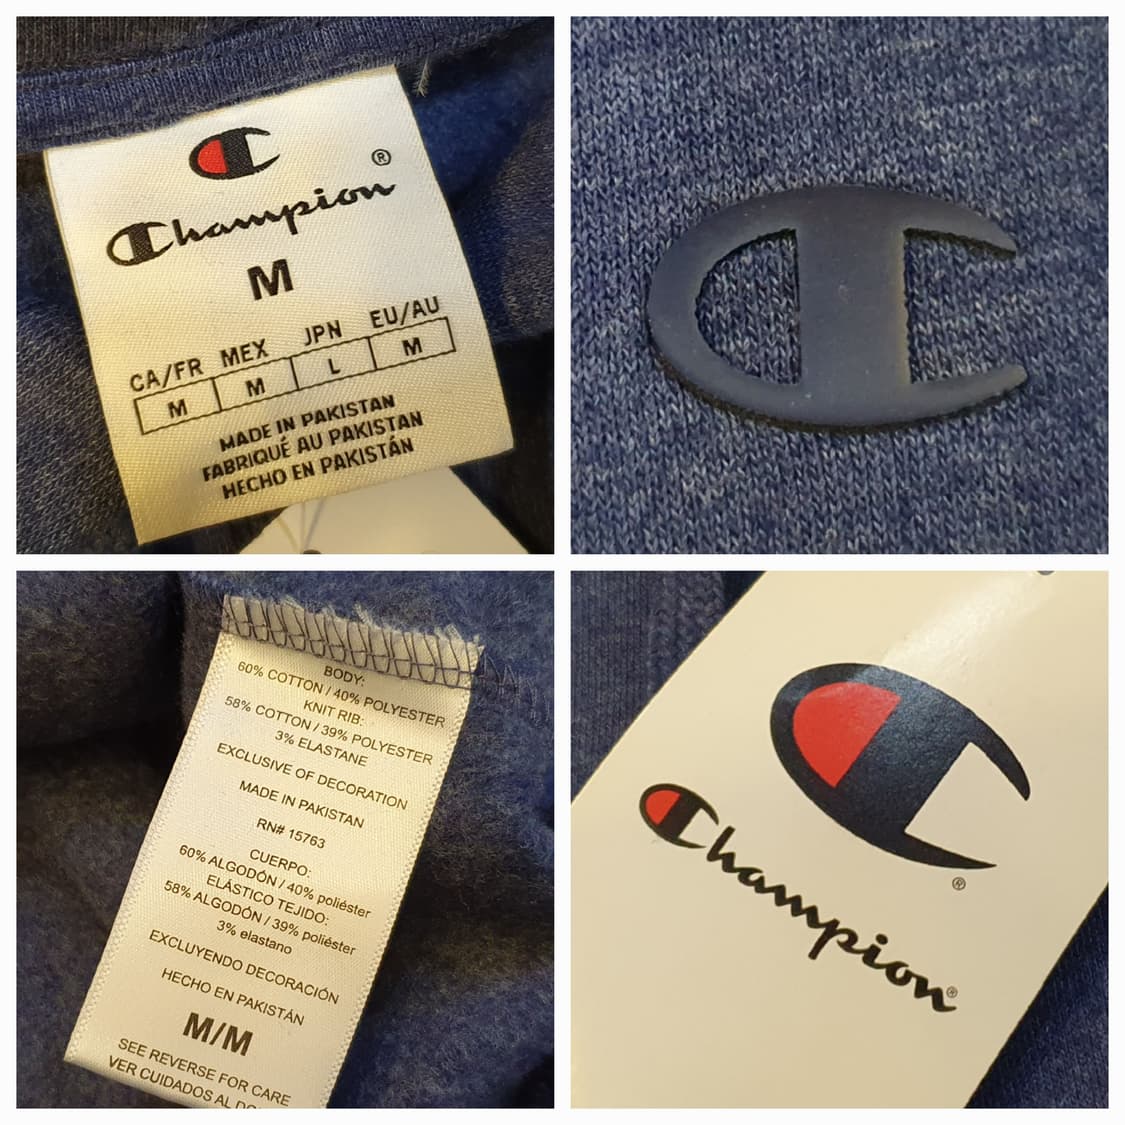 ®
Champion
M
CA/FR MEX JPN EU/AU
M M L M
MADE IN PAKISTAN
FABRIQUÉ AU PAKISTAN
HECHO EN PAKISTÁN
BODY:
60% COTTON / 40% POLYESTER
KNIT RIB:
58% COTTON / 39% POLYESTER
3% ELASTANE
EXCLUSIVE OF DECORATION
MADE IN PAKISTAN
RN# 15763
CUERPO:
60% ALGODÓN / 40% poliéster
ELÁSTICO TEJIDO:
58% ALGODÓN / 39% poliéster
3% elastano
EXCLUYENDO DECORACIÓN
HECHO EN PAKISTÁN
M/M
SEE REVERSE FOR CARE
VER CUIDADOS AL
®
Champion®